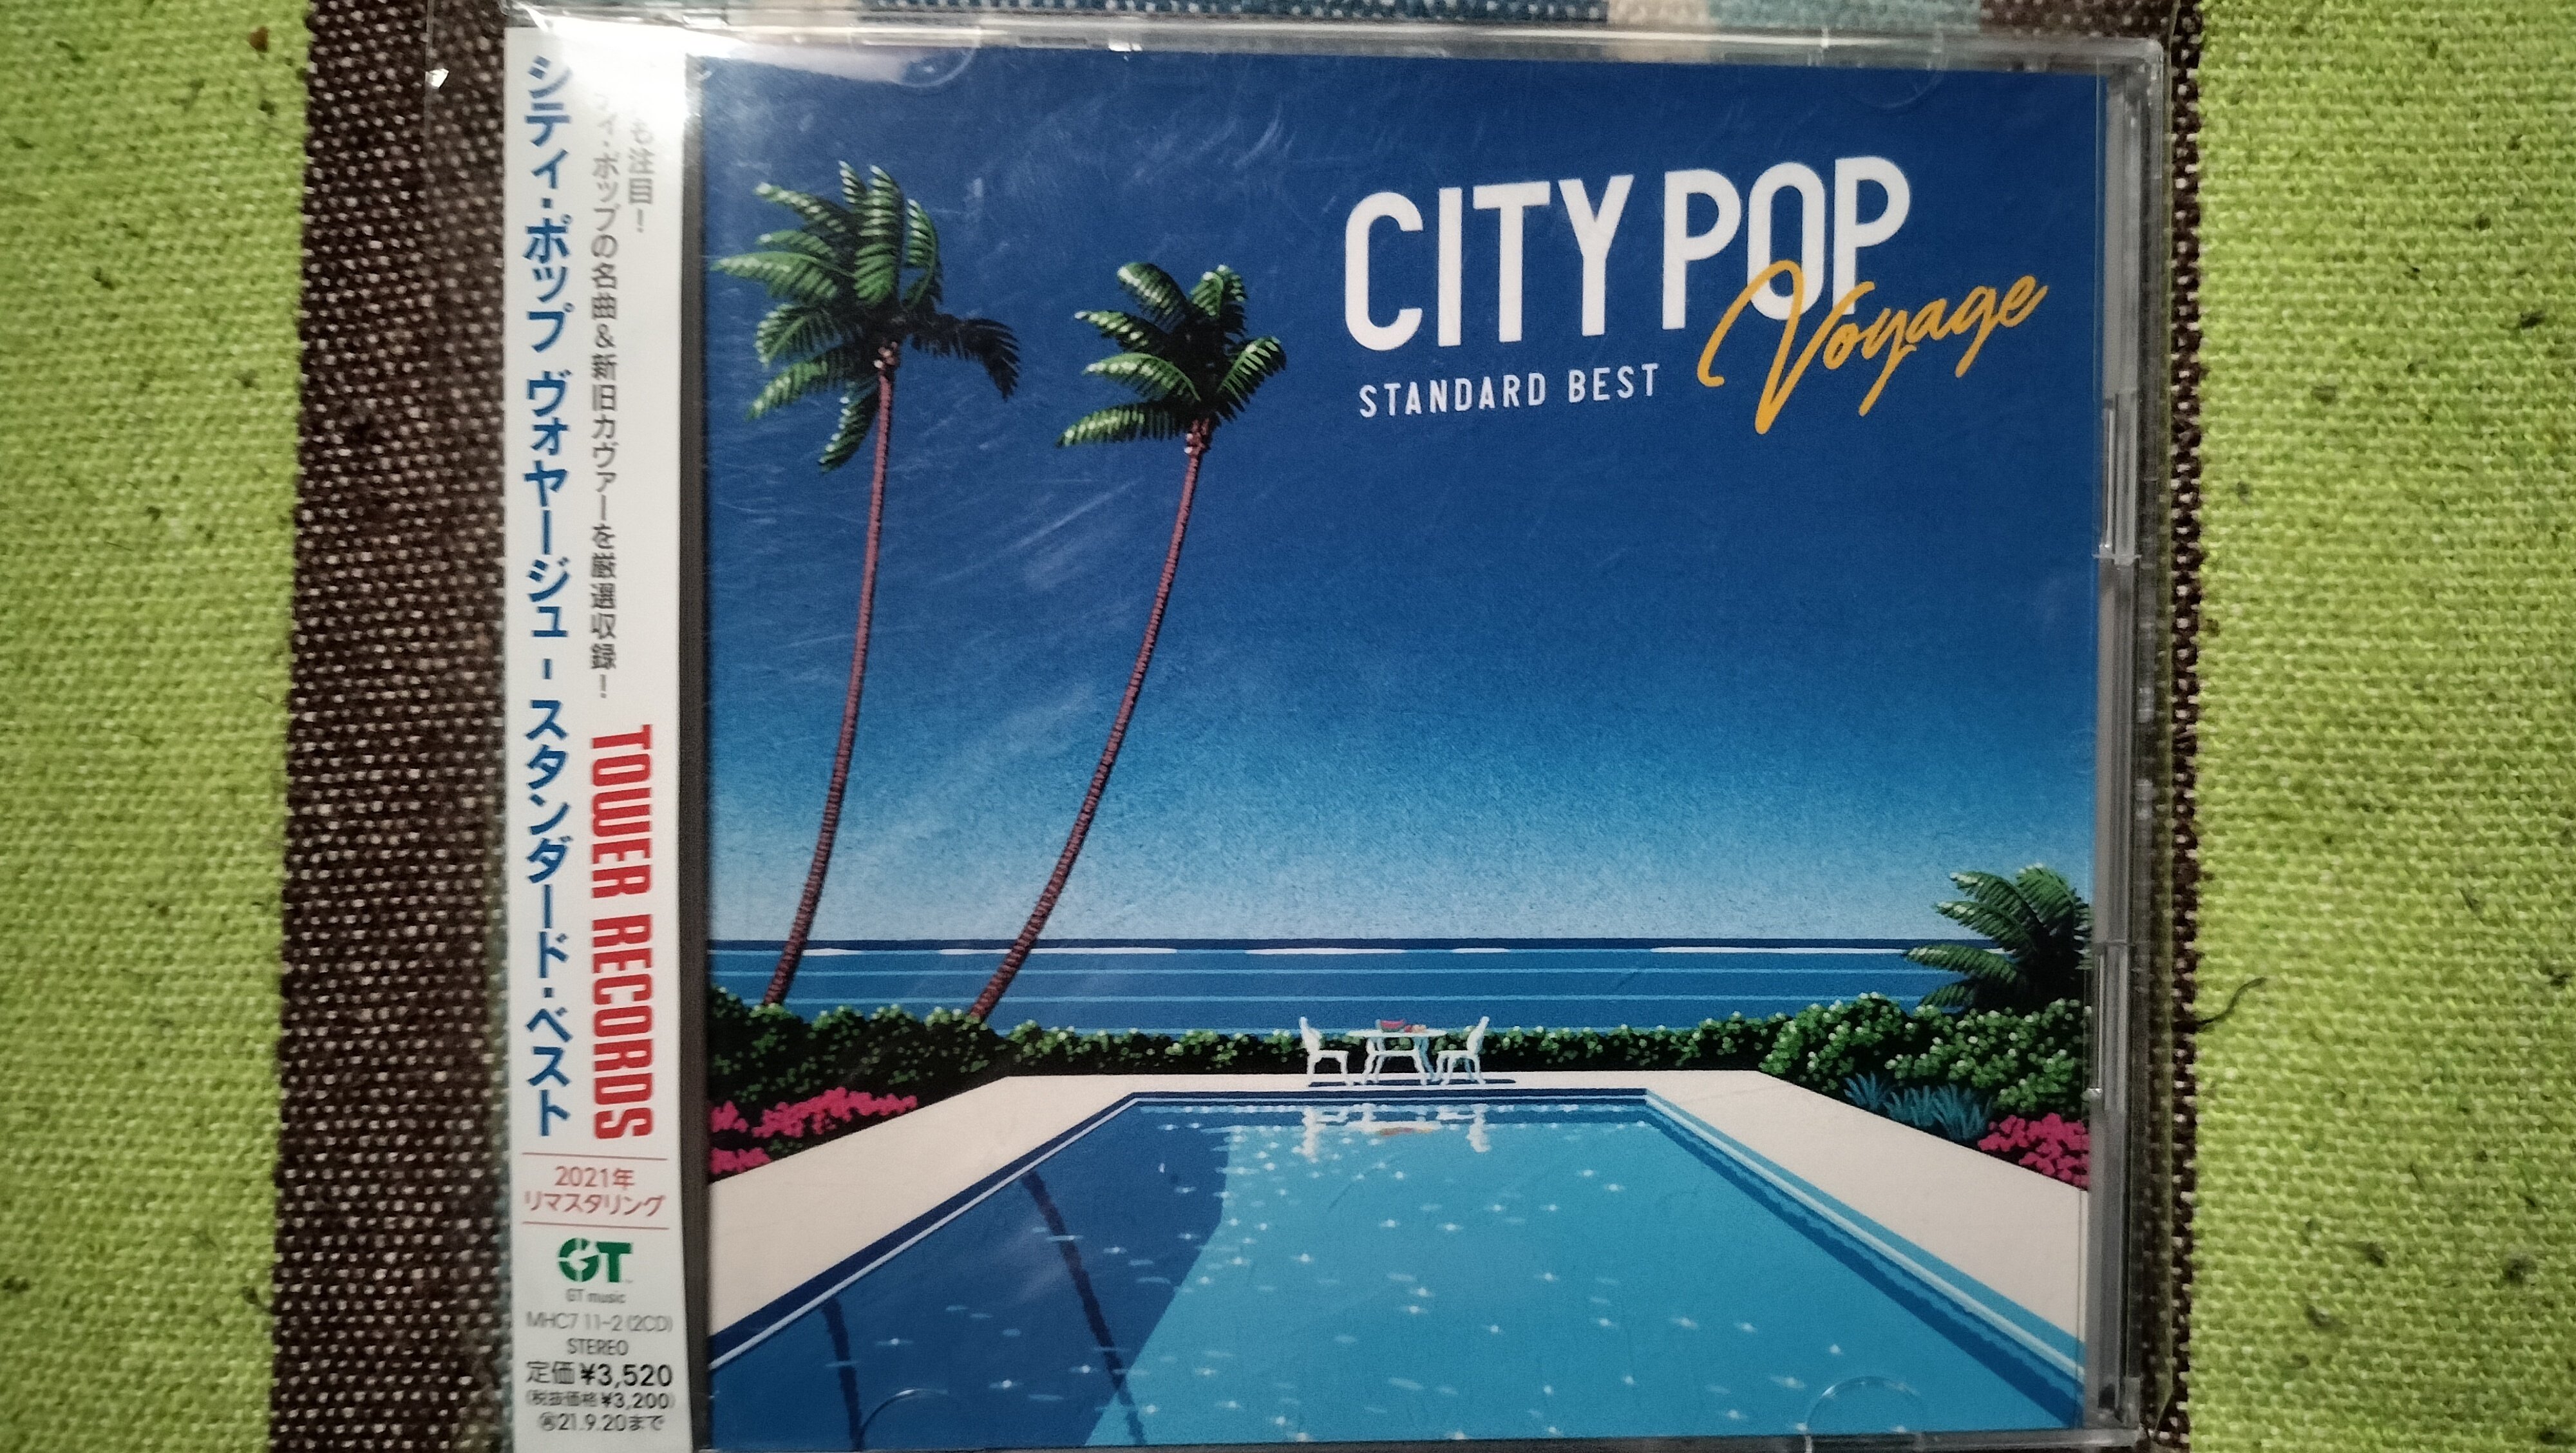 シティ・ポップ ヴォヤージュ - スタンダード・ベスト
も注目!
ィ・ポップの名曲&新旧カヴァーを厳選収録!
TOWER RECORDS
2021年
リマスタリング
GT
GT music
MHC7 11-2 (2CD)
STEREO
定価¥3,520
(税抜価格¥3,200)
21.9.20まで
CITY POP
Voyage
STANDARD BEST